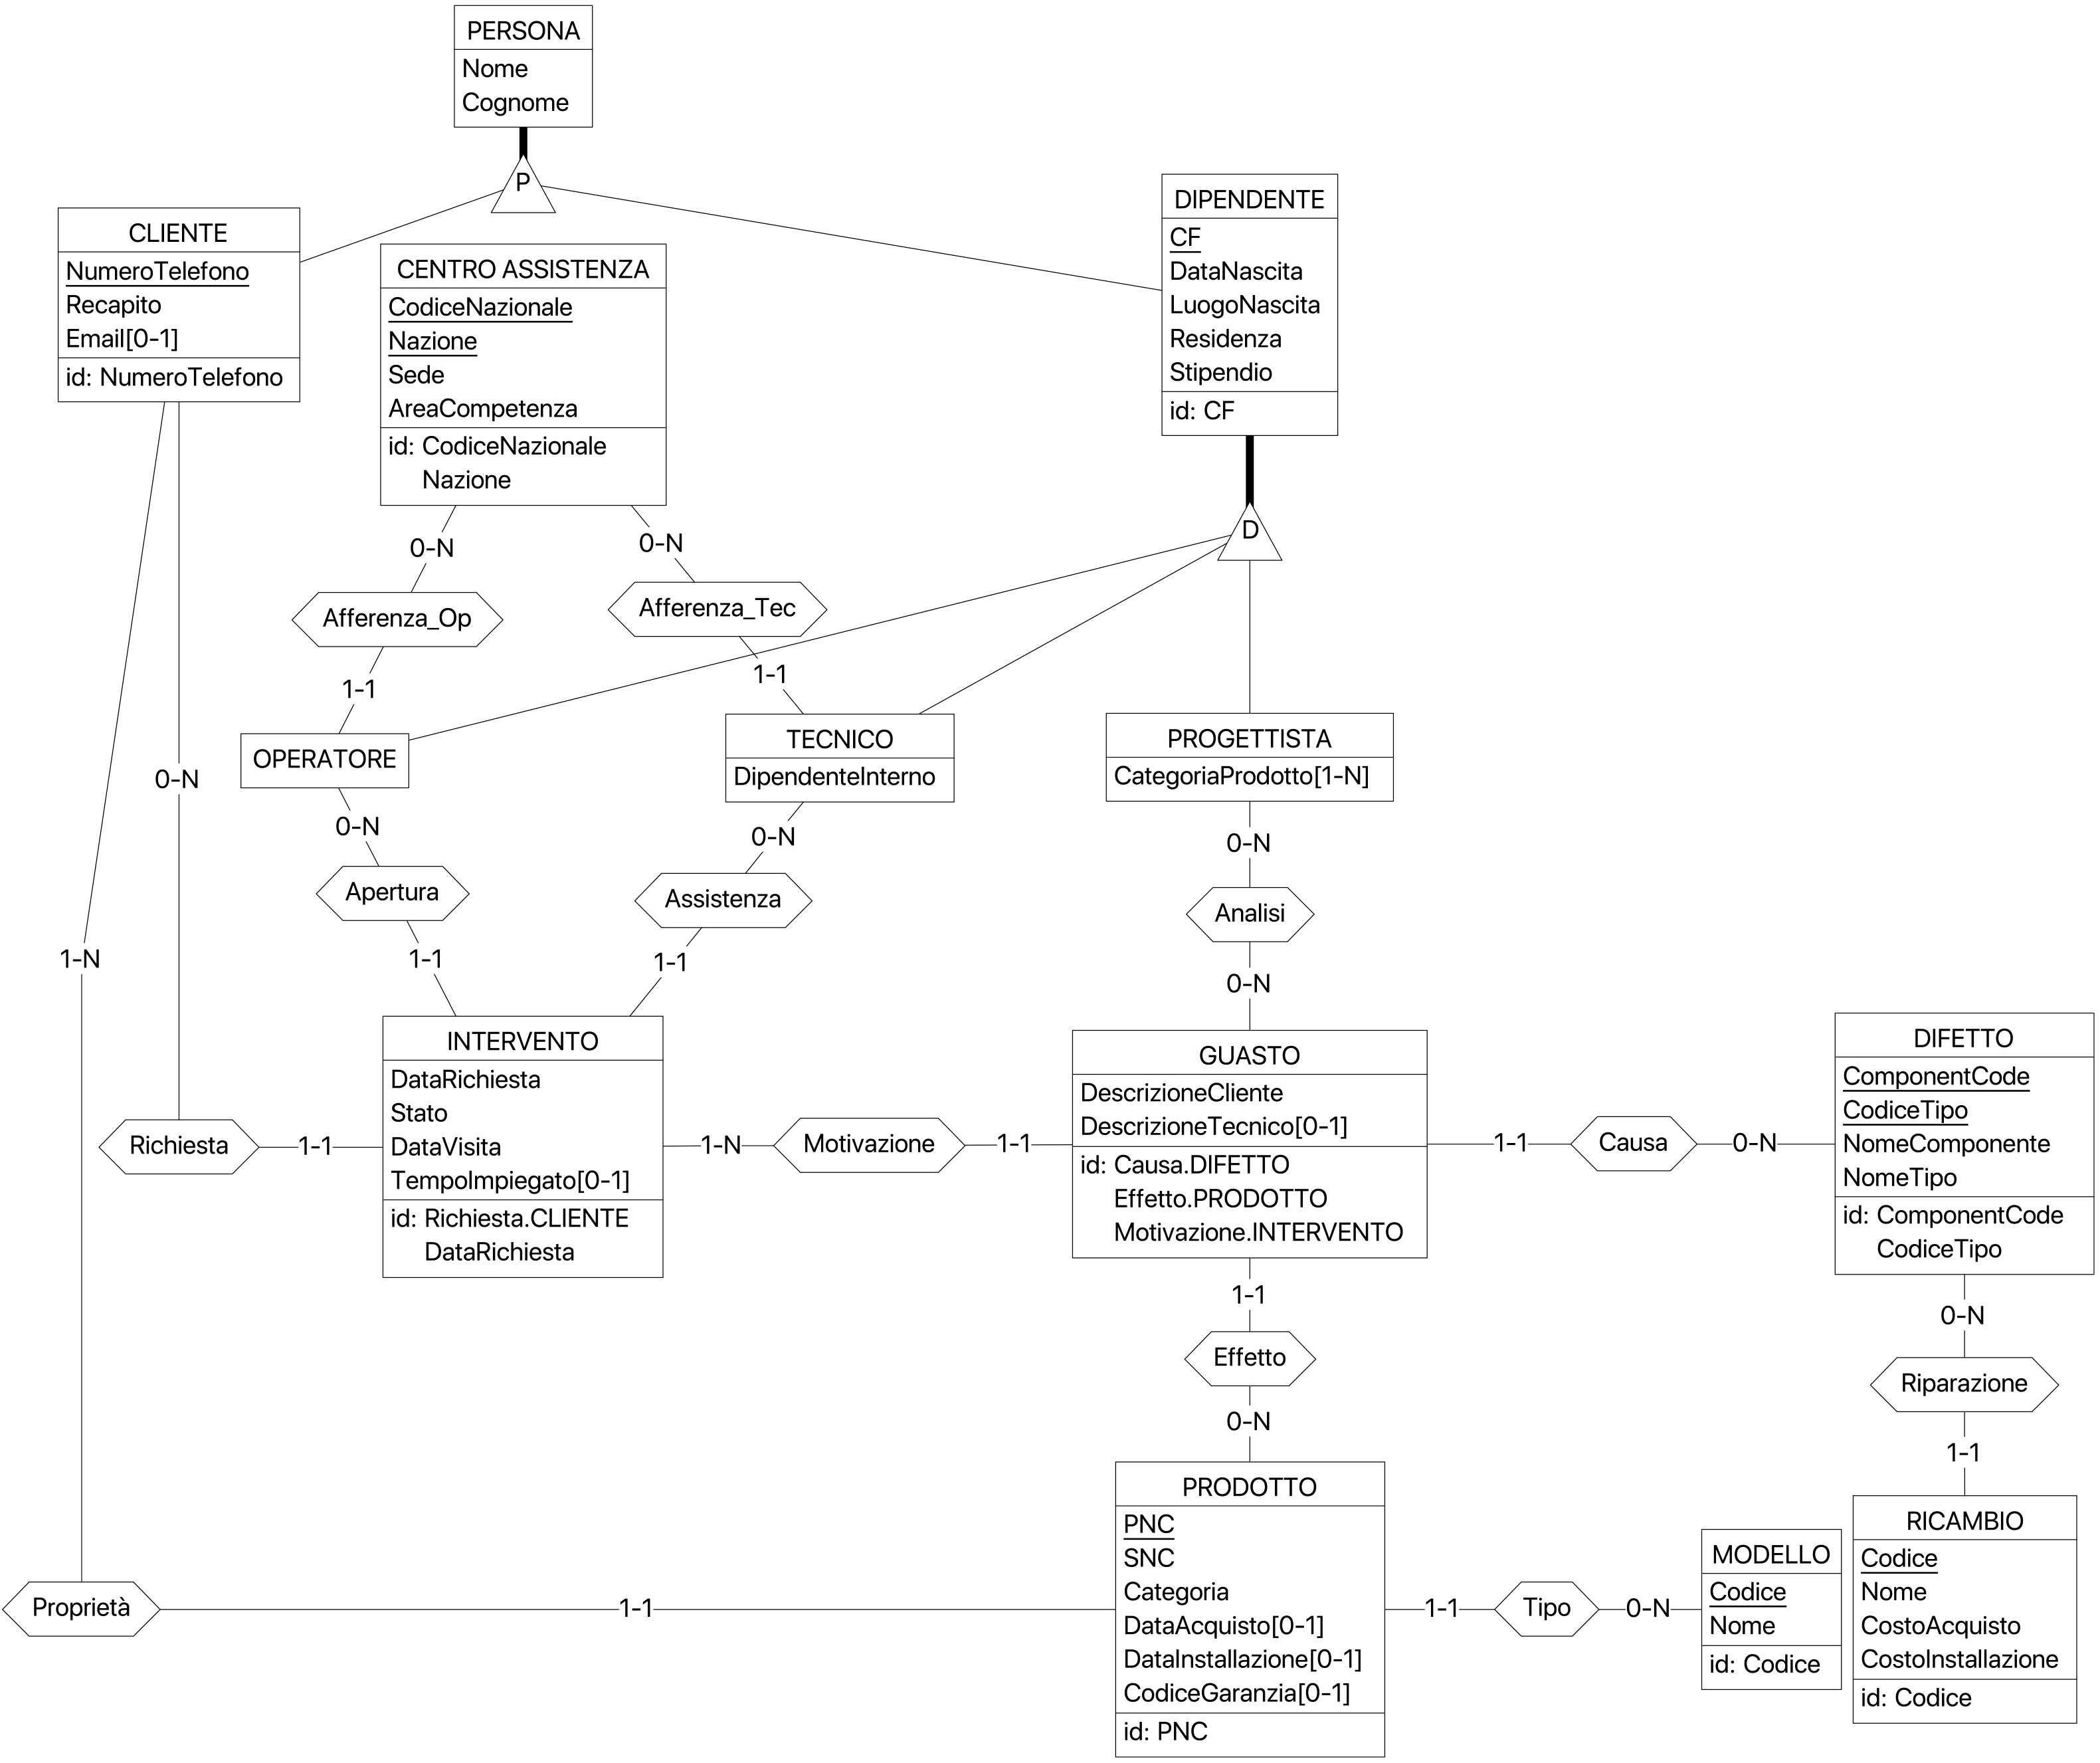 PERSONA
Nome
Cognome
P
CLIENTE
NumeroTelefono
Recapito
Email[0-1]
id: NumeroTelefono
CENTRO ASSISTENZA
CodiceNazionale
Nazione
Sede
AreaCompetenza
id: CodiceNazionale
Nazione
DIPENDENTE
CF
DataNascita
LuogoNascita
Residenza
Stipendio
id: CF
D
0-N
0-N
Afferenza_Op
Afferenza_Tec
1-1
1-1
OPERATORE
TECNICO
DipendenteInterno
PROGETTISTA
CategoriaProdotto[1-N]
0-N
0-N
0-N
0-N
Apertura
Assistenza
Analisi
1-N
1-1
1-1
0-N
INTERVENTO
DataRichiesta
Stato
DataVisita
TempoImpiegato[0-1]
id: Richiesta.CLIENTE
DataRichiesta
GUASTO
DescrizioneCliente
DescrizioneTecnico[0-1]
id: Causa.DIFETTO
Effetto.PRODOTTO
Motivazione.INTERVENTO
DIFETTO
ComponentCode
CodiceTipo
NomeComponente
NomeTipo
id: ComponentCode
CodiceTipo
Richiesta
1-1
1-N
Motivazione
1-1
1-1
Causa
0-N
1-1
Effetto
0-N
0-N
Riparazione
1-1
PRODOTTO
PNC
SNC
Categoria
DataAcquisto[0-1]
DataInstallazione[0-1]
CodiceGaranzia[0-1]
id: PNC
MODELLO
Codice
Nome
id: Codice
RICAMBIO
Codice
Nome
CostoAcquisto
CostoInstallazione
id: Codice
Proprietà
1-1
1-1
Tipo
0-N